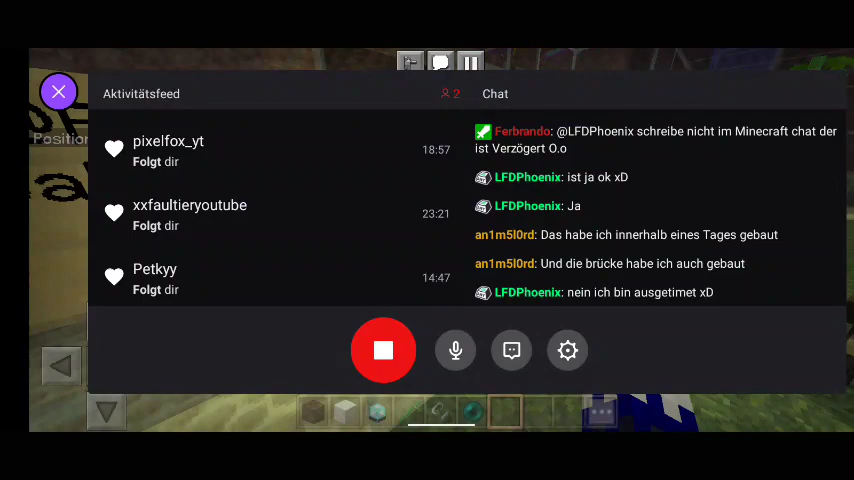 Aktivitätsfeed
2
Chat
pixelfox_yt
Folgt dir
18:57
xxfaultieryoutube
Folgt dir
23:21
Petkyy
Folgt dir
14:47
Ferbrando: @LFDPhoenix schreibe nicht im Minecraft chat der
ist Verzögert O.o
LFDPhoenix: ist ja ok xD
LFDPhoenix: Ja
an1m5l0rd: Das habe ich innerhalb eines Tages gebaut
an1m5l0rd: Und die brücke habe ich auch gebaut
LFDPhoenix: nein ich bin ausgetimet xD
Position